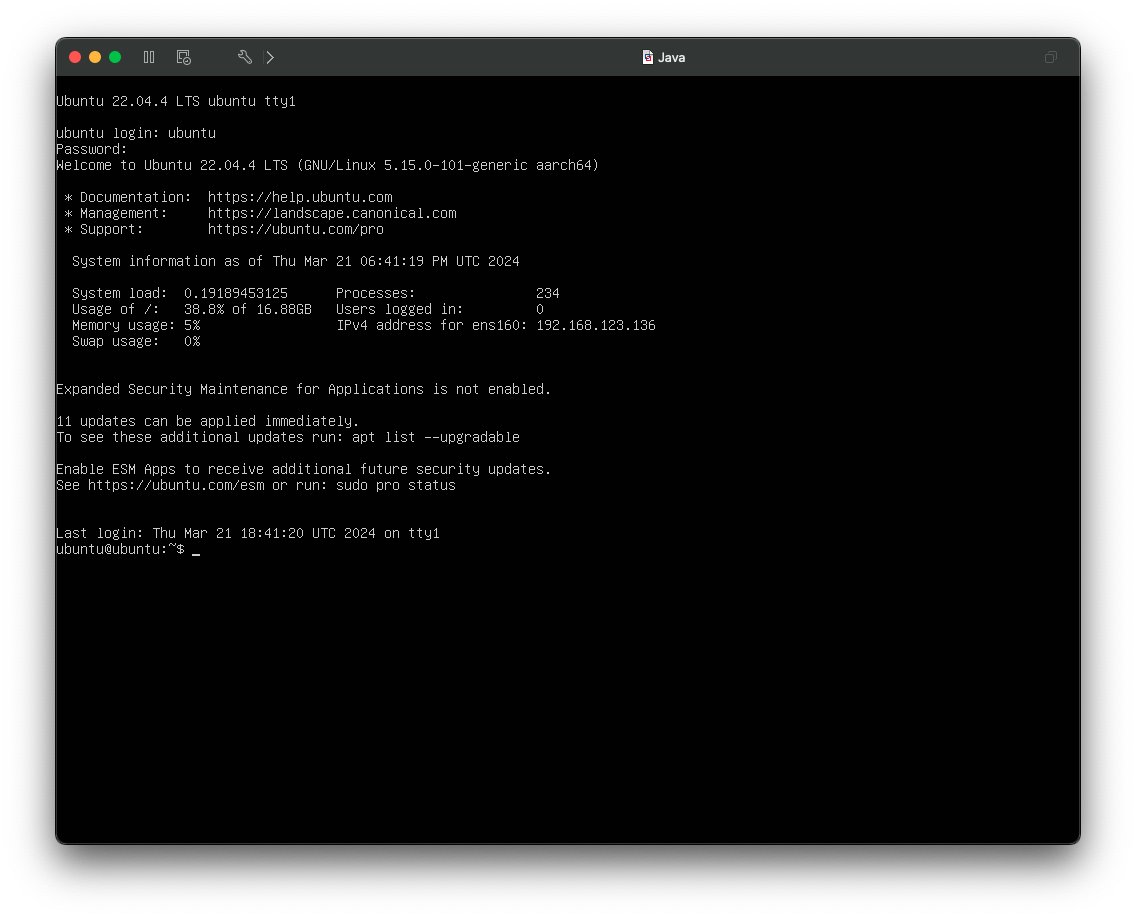 Java
Ubuntu 22.04.4 LTS ubuntu tty1
ubuntu login: ubuntu
Password:
Welcome to Ubuntu 22.04.4 LTS (GNU/Linux 5.15.0-101-generic aarch64)
* Documentation:  https://help.ubuntu.com
* Management:     https://landscape.canonical.com
* Support:        https://ubuntu.com/pro
System information as of Thu Mar 21 06:41:19 PM UTC 2024
System load:  0.19189453125      Processes:               234
Usage of /:   38.8% of 16.88GB   Users logged in:         0
Memory usage: 5%                 IPv4 address for ens160: 192.168.123.136
Swap usage:   0%
Expanded Security Maintenance for Applications is not enabled.
11 updates can be applied immediately.
To see these additional updates run: apt list --upgradable
Enable ESM Apps to receive additional future security updates.
See https://ubuntu.com/esm or run: sudo pro status
Last login: Thu Mar 21 18:41:20 UTC 2024 on tty1
ubuntu@ubuntu:~$ _